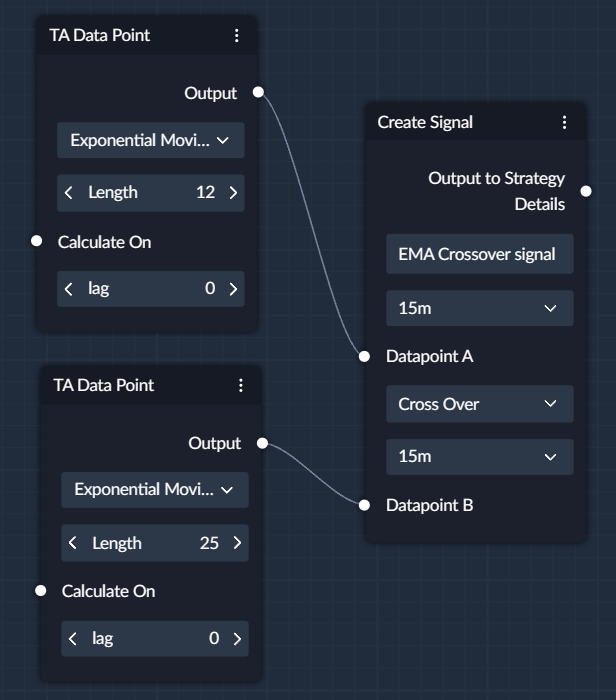 TA Data Point
Output
Exponential Movi...
Length 12
Calculate On
lag 0
TA Data Point
Output
Exponential Movi...
Length 25
Calculate On
lag 0
Create Signal
Output to Strategy
Details
EMA Crossover signal
15m
Datapoint A
Cross Over
15m
Datapoint B